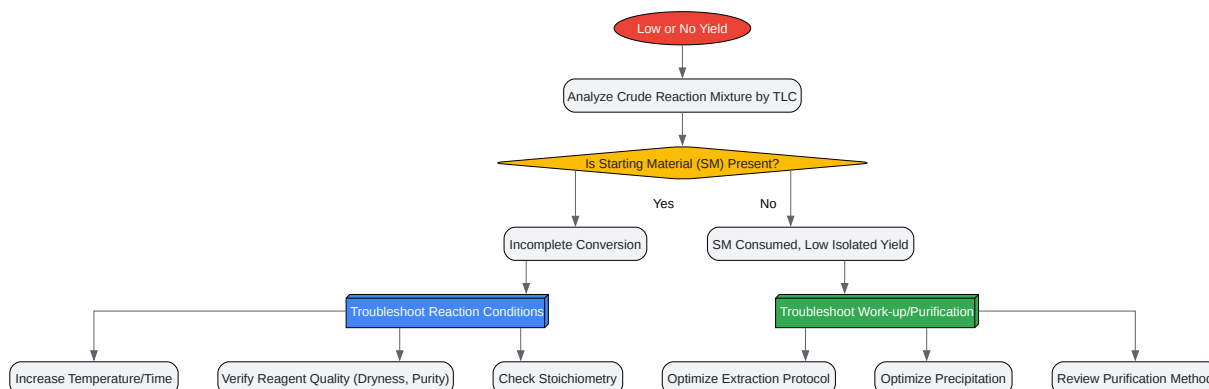 Low or No Yield
Analyze Crude Reaction Mixture by TLC
Is Starting Material (SM) Present?
Yes
No
Incomplete Conversion
SM Consumed, Low Isolated Yield
Troubleshoot Reaction Conditions
Troubleshoot Work-up/Purification
Increase Temperature/Time
Verify Reagent Quality (Dryness, Purity)
Check Stoichiometry
Optimize Extraction Protocol
Optimize Precipitation
Review Purification Method